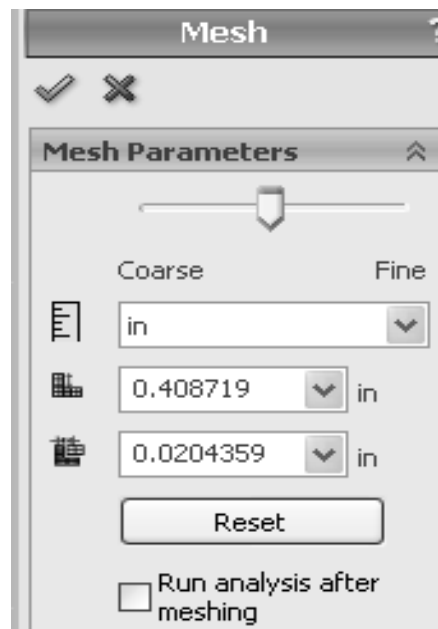 Mesh ?
Mesh Parameters
Coarse Fine
in
0.408719 in
0.0204359 in
Reset
Run analysis after
meshing